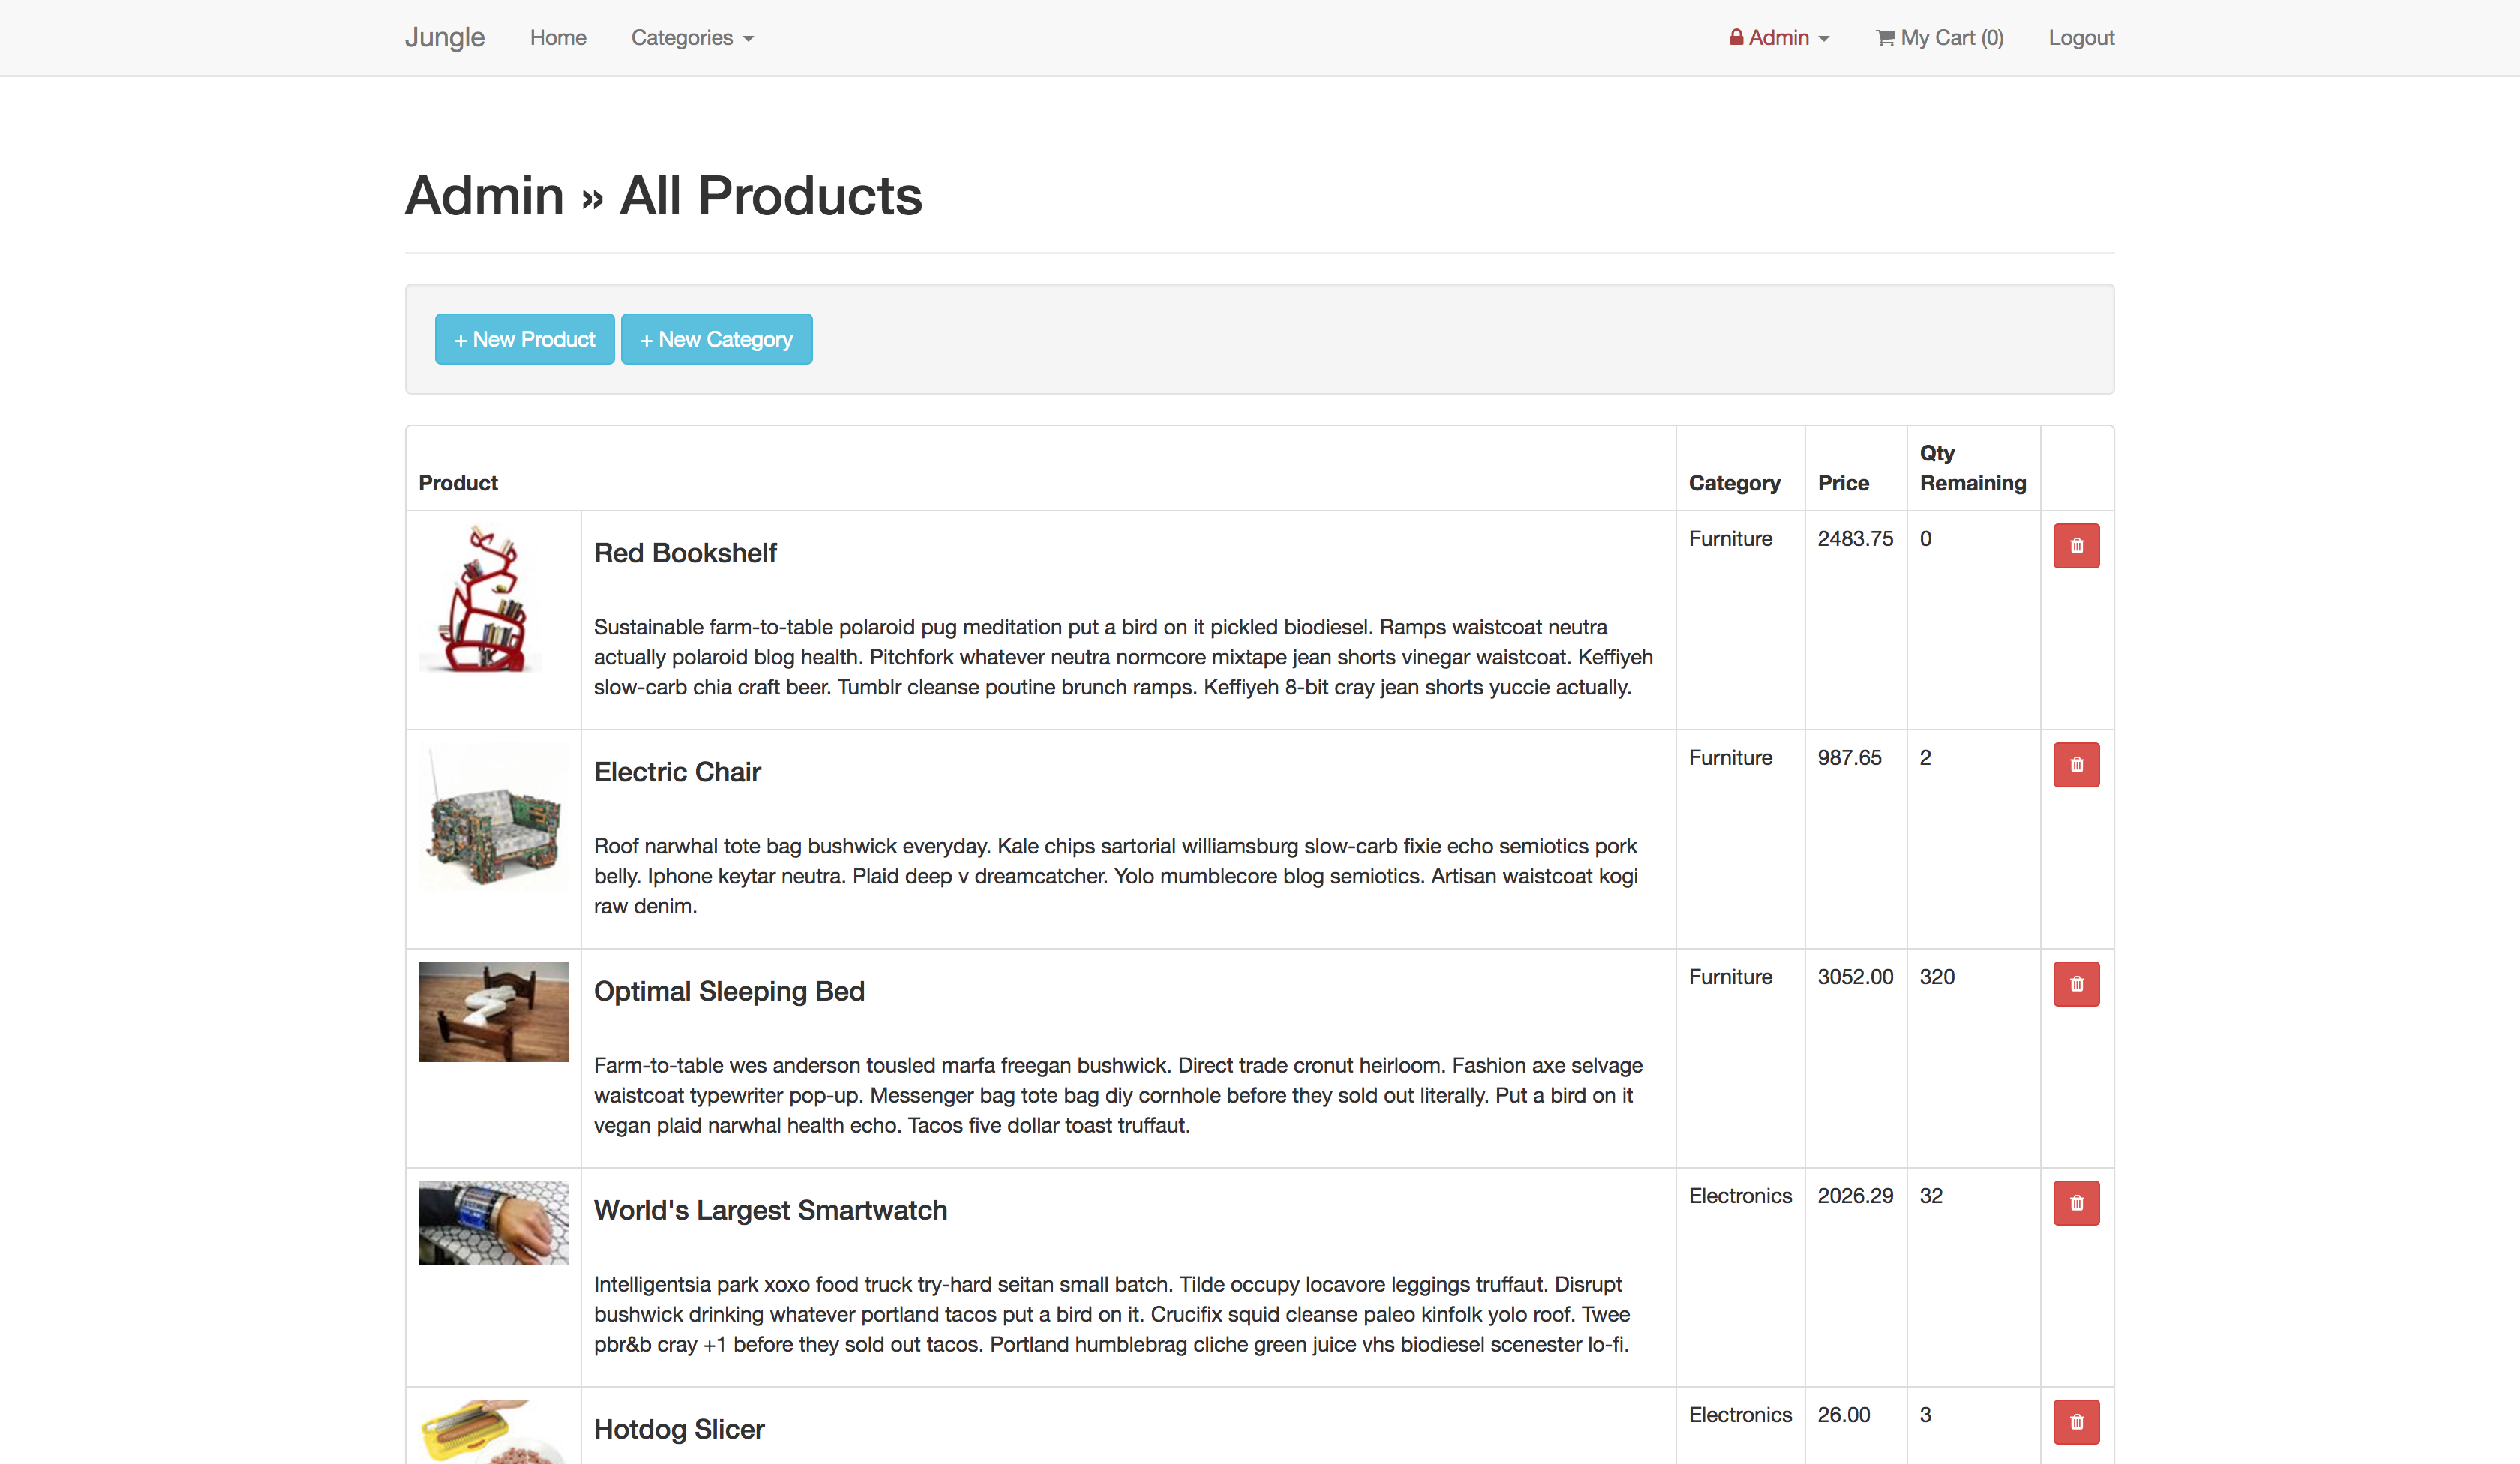 Jungle Home Categories Admin My Cart (0) Logout
Admin » All Products
+ New Product + New Category
Product Category Price Qty Remaining
Red Bookshelf Furniture 2483.75 0
Sustainable farm-to-table polaroid pug meditation put a bird on it pickled biodiesel. Ramps waistcoat neutra
actually polaroid blog health. Pitchfork whatever neutra normcore mixtape jean shorts vinegar waistcoat. Keffiyeh
slow-carb chia craft beer. Tumblr cleanse poutine brunch ramps. Keffiyeh 8-bit cray jean shorts yuccie actually.
Electric Chair Furniture 987.65 2
Roof narwhal tote bag bushwick everyday. Kale chips sartorial williamsburg slow-carb fixie echo semiotics pork
belly. Iphone keytar neutra. Plaid deep v dreamcatcher. Yolo mumblecore blog semiotics. Artisan waistcoat kogi
raw denim.
Optimal Sleeping Bed Furniture 3052.00 320
Farm-to-table wes anderson tousled marfa freegan bushwick. Direct trade cronut heirloom. Fashion axe selvage
waistcoat typewriter pop-up. Messenger bag tote bag diy cornhole before they sold out literally. Put a bird on it
vegan plaid narwhal health echo. Tacos five dollar toast truffaut.
World's Largest Smartwatch Electronics 2026.29 32
Intelligentsia park xoxo food truck try-hard seitan small batch. Tilde occupy locavore leggings truffaut. Disrupt
bushwick drinking whatever portland tacos put a bird on it. Crucifix squid cleanse paleo kinfolk yolo roof. Twee
pbr&b cray +1 before they sold out tacos. Portland humblebrag cliche green juice vhs biodiesel scenester lo-fi.
Hotdog Slicer Electronics 26.00 3